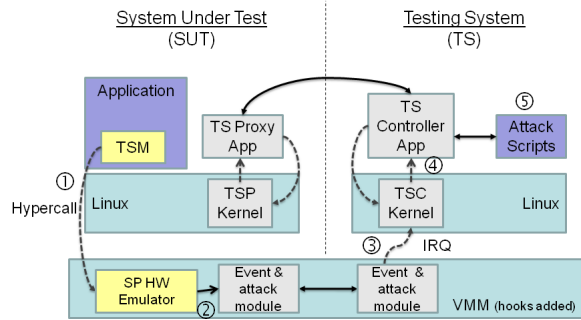 System Under Test
(SUT)
Testing System
(TS)
Application
TSM
①
Hypercall
Linux
TS Proxy
App
TSP
Kernel
TS
Controller
App
⑤
Attack
Scripts
④
TSC
Kernel
Linux
③
IRQ
SP HW
Emulator
②
Event &
attack module
Event &
attack module
VMM (hooks added)